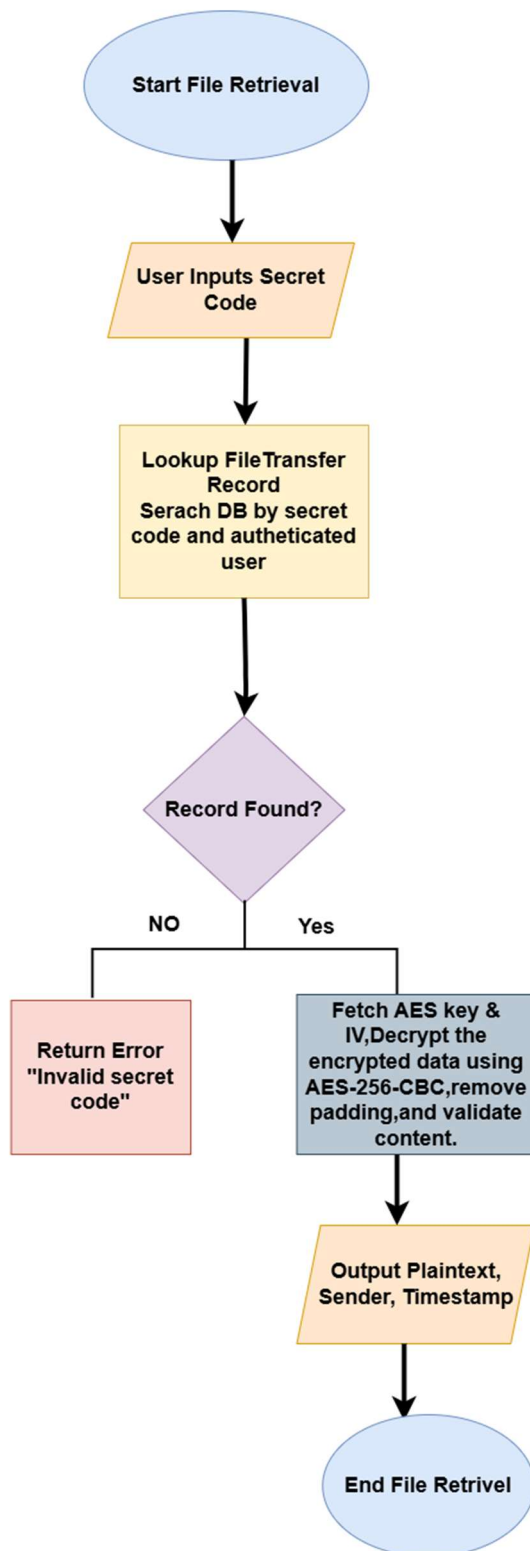 Start File Retrieval
User Inputs Secret
Code
Lookup FileTransfer
Record
Serach DB by secret
code and autheticated
user
Record Found?
NO
Yes
Return Error
"Invalid secret
code"
Fetch AES key &
IV,Decrypt the
encrypted data using
AES-256-CBC,remove
padding,and validate
content.
Output Plaintext,
Sender, Timestamp
End File Retrivel